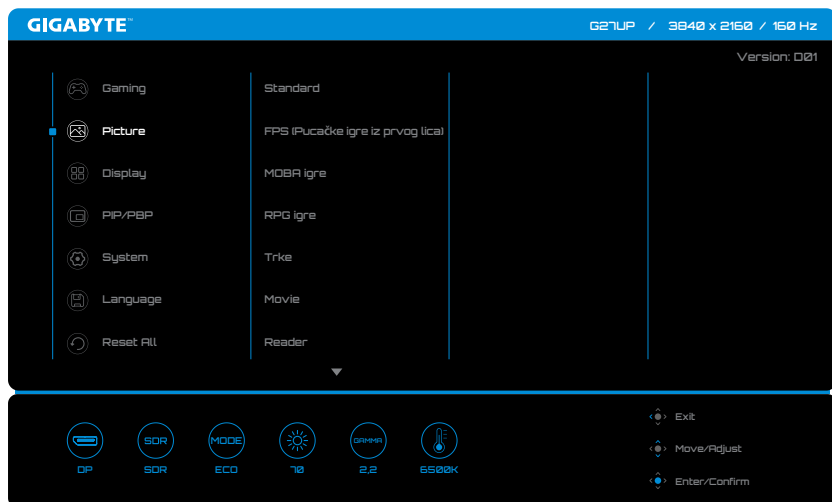 GIGABYTE™
G27UP / 3840 x 2160 / 160 Hz
Version: D01
Gaming
Picture
Display
PIP/PBP
System
Language
Reset All
Standard
FPS (Pucačke igre iz prvog lica)
MOBA igre
RPG igre
Trke
Movie
Reader
SDR
MODE
GAMMA
DP
SDR
ECO
70
2,2
6500K
Exit
Move/Adjust
Enter/Confirm